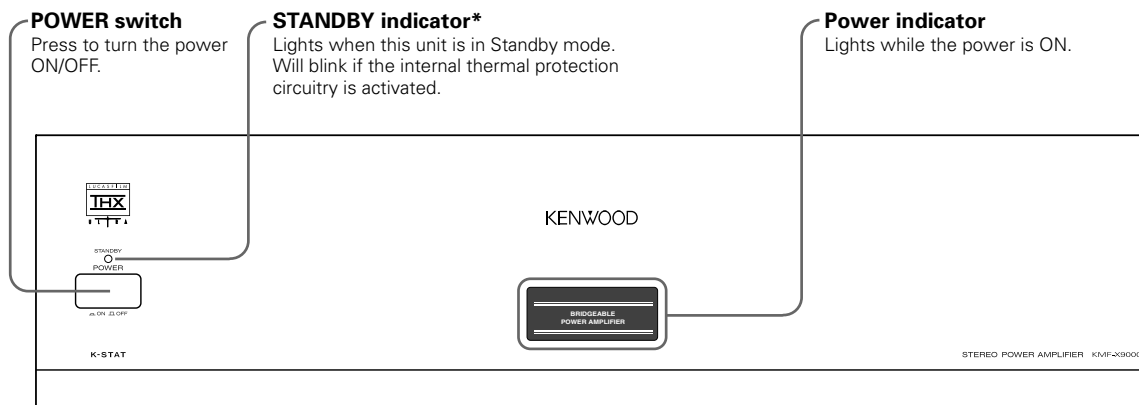 POWER switch
Press to turn the power
ON/OFF.
STANDBY indicator*
Lights when this unit is in Standby mode.
Will blink if the internal thermal protection
circuitry is activated.
Power indicator
Lights while the power is ON.
LUCASFILM
THX
KENWOOD
STANDBY
POWER
ON OFF
BRIDGEABLE
POWER AMPLIFIER
K-STAT
STEREO POWER AMPLIFIER KMF-X9000